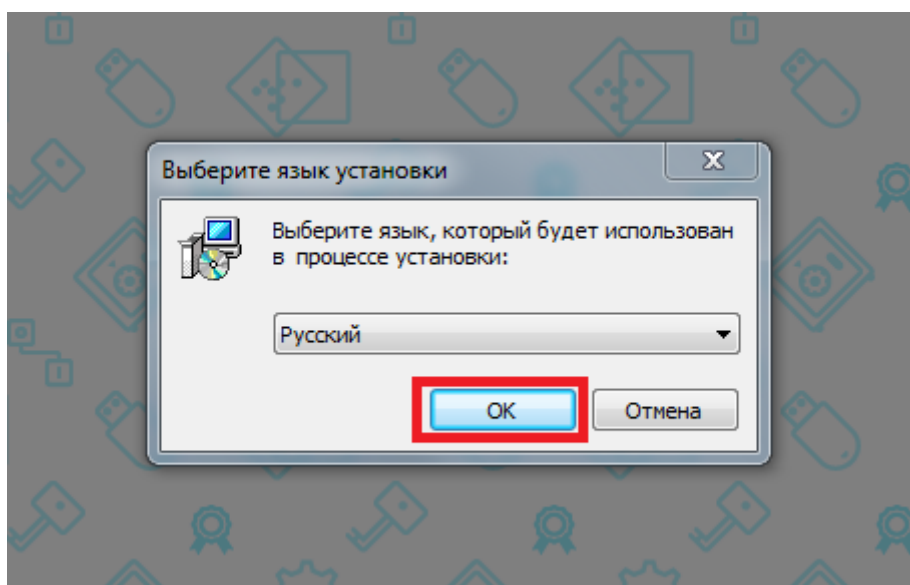 Выберите язык установки
Выберите язык, который будет использован
в процессе установки:
Русский
OK
Отмена